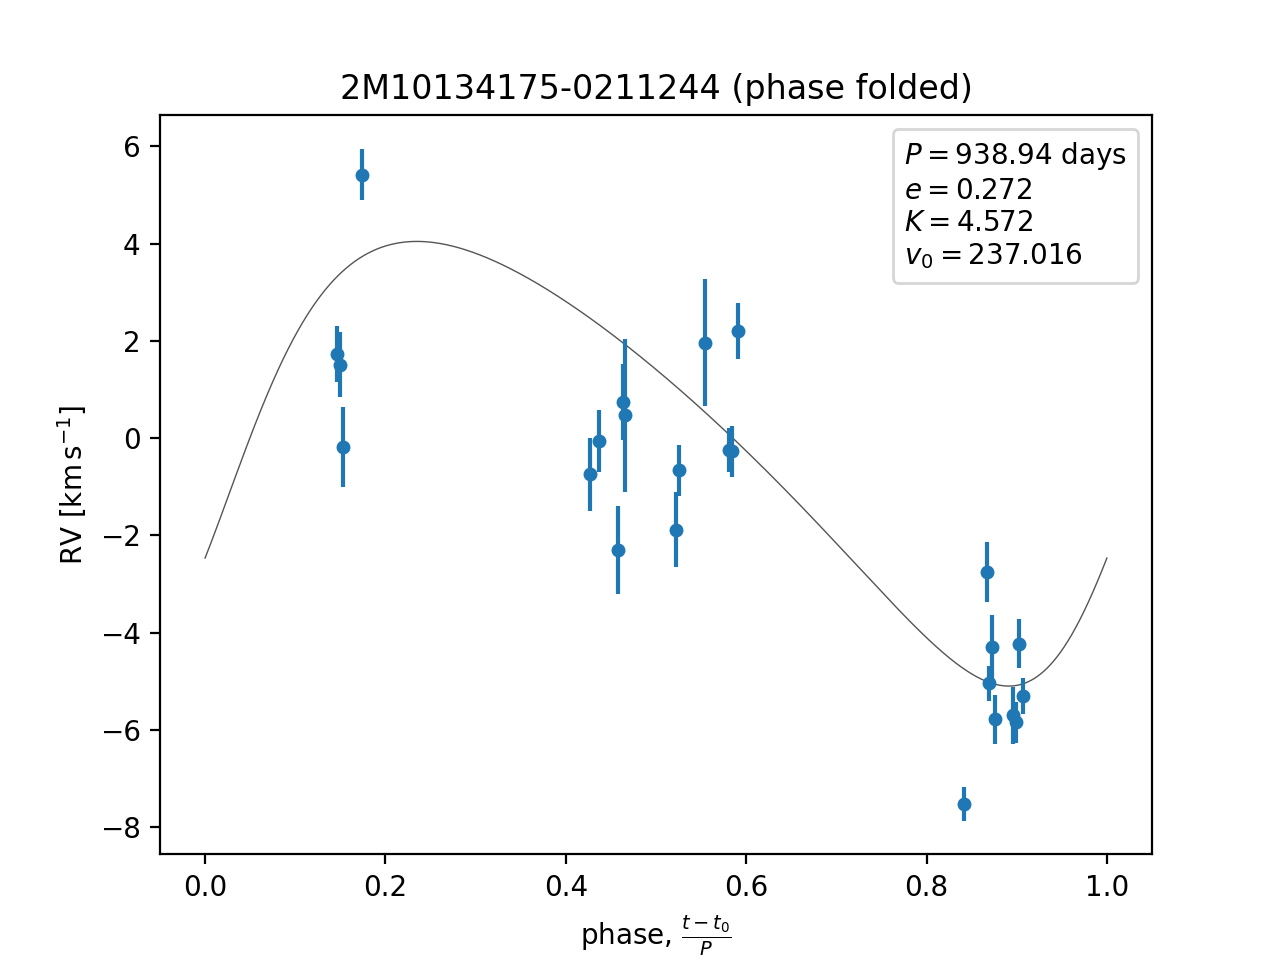 2M10134175-0211244 (phase folded)
P = 938.94 days
e = 0.272
K = 4.572
v₀ = 237.016
6
4
2
0
−2
−4
−6
−8
RV [km s⁻¹]
0.0 0.2 0.4 0.6 0.8 1.0
phase, (t − t₀)/P